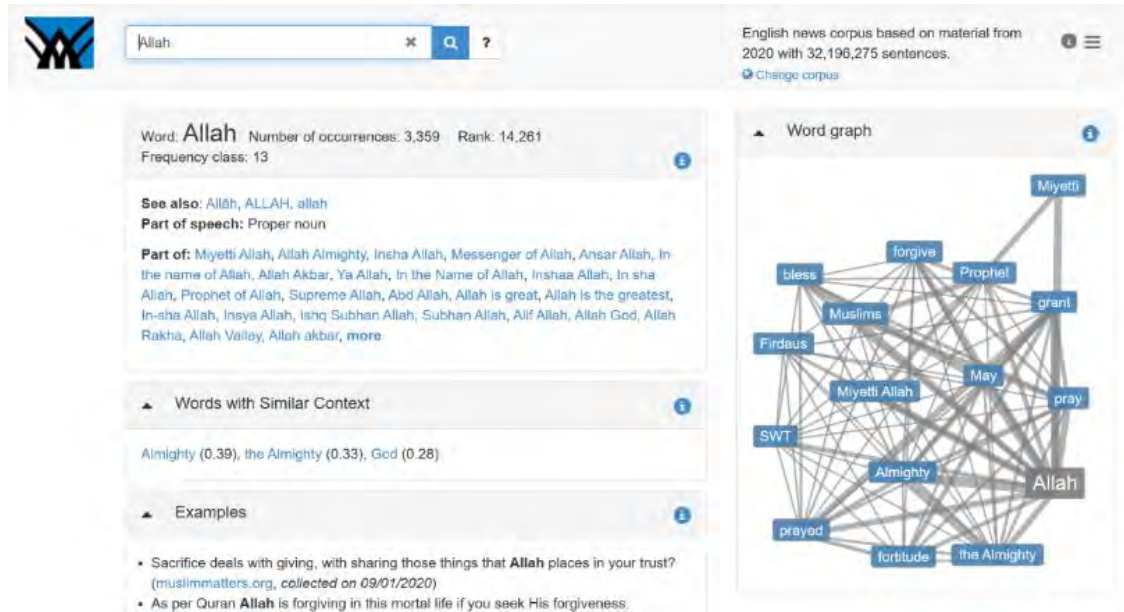 Allah
?
English news corpus based on material from
2020 with 32,196,275 sentences.
Change corpus
Word: Allah Number of occurrences: 3,359 Rank: 14,261
Frequency class: 13
See also: Allāh, ALLAH, allah
Part of speech: Proper noun
Part of: Miyetti Allah, Allah Almighty, Insha Allah, Messenger of Allah, Ansar Allah, In
the name of Allah, Allah Akbar, Ya Allah, In the Name of Allah, Inshaa Allah, In sha
Allah, Prophet of Allah, Supreme Allah, Abd Allah, Allah is great, Allah is the greatest,
In-sha Allah, Insya Allah, Ishq Subhan Allah, Subhan Allah, Alif Allah, Allah God, Allah
Rakha, Allah Valley, Allah akbar, more
Words with Similar Context
Almighty (0.39), the Almighty (0.33), God (0.28)
Examples
• Sacrifice deals with giving, with sharing those things that Allah places in your trust?
(muslimmatters.org, collected on 09/01/2020)
• As per Quran Allah is forgiving in this mortal life if you seek His forgiveness.
Word graph
Miyetti
forgive
bless
Prophet
grant
Muslims
Firdaus
May
Miyetti Allah
pray
SWT
Almighty
Allah
prayed
fortitude
the Almighty